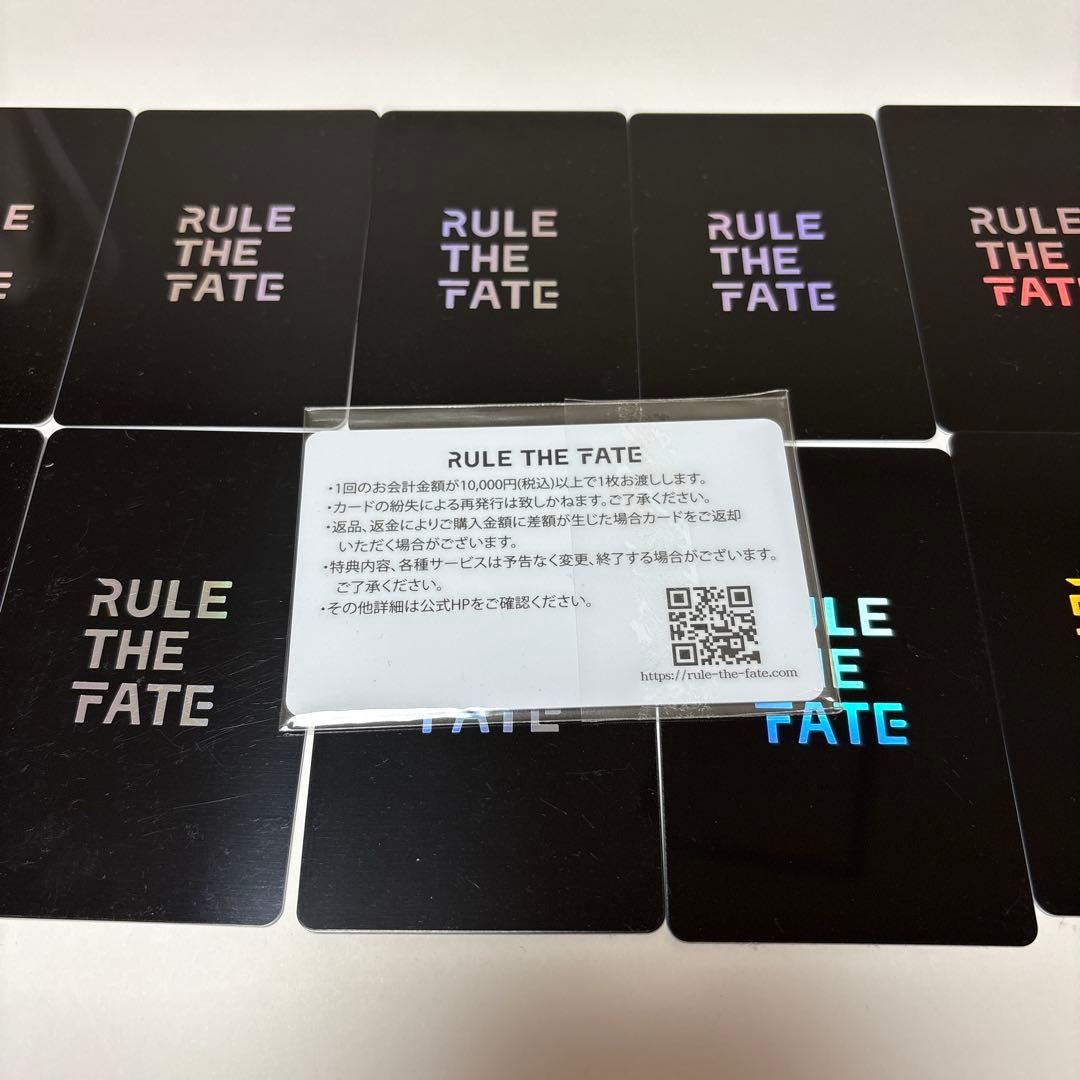 E
E
RULE
THE
FATE
RULE
THE
FATE
RULE
THE
FATE
RULE
THE
FAT
RULE THE FATE
・1回のお会計金額が10,000円(税込)以上で1枚お渡しします。
・カードの紛失による再発行は致しかねます。ご了承ください。
・返品、返金によりご購入金額に差額が生じた場合カードをご返却
いただく場合がございます。
・特典内容、各種サービスは予告なく変更、終了する場合がございます。
ご了承ください。
・その他詳細は公式HPをご確認ください。
https://rule-the-fate.com
RULE
THE
FATE
FATE
ULE
E
FATE